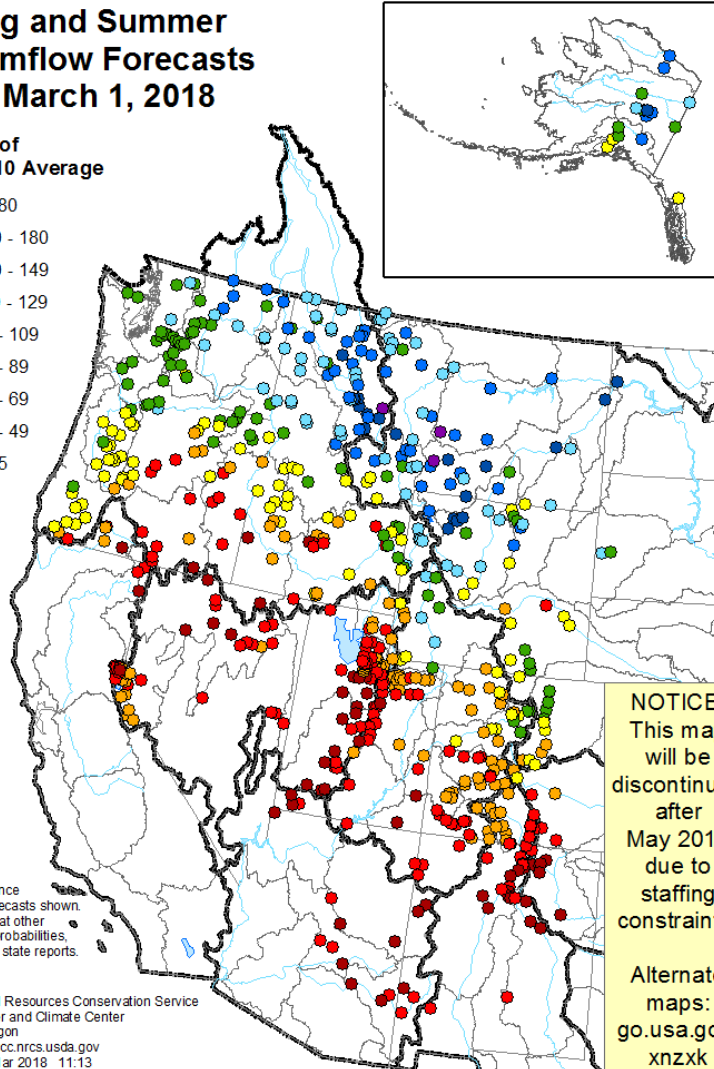 g and Summer
mflow Forecasts
March 1, 2018
of
10 Average
80
- 180
- 149
- 129
- 109
- 89
- 69
- 49
5
NOTICE
This ma
will be
discontinu
after
May 201
due to
staffing
constraint
Alternate
maps:
go.usa.go
xnzxk
nce
ecasts shown.
at other
robabilities,
state reports.
l Resources Conservation Service
er and Climate Center
gon
cc.nrcs.usda.gov
ar 2018 11:13